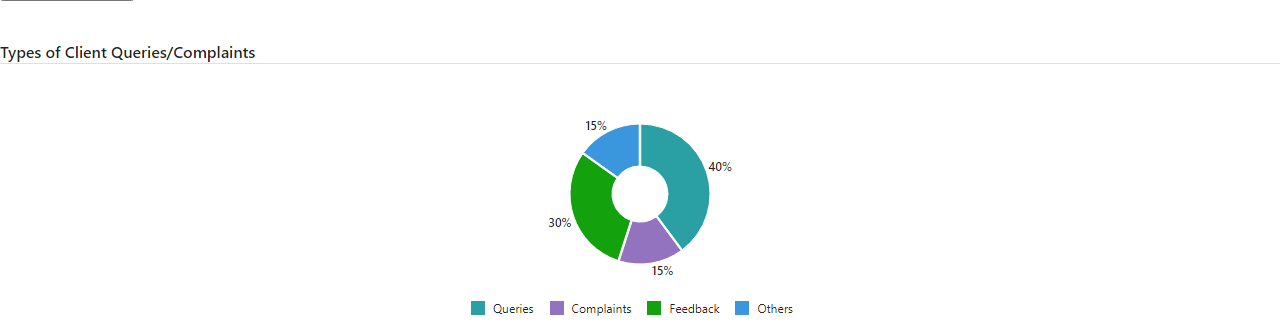 Types of Client Queries/Complaints
15%
40%
30%
15%
Queries Complaints Feedback Others